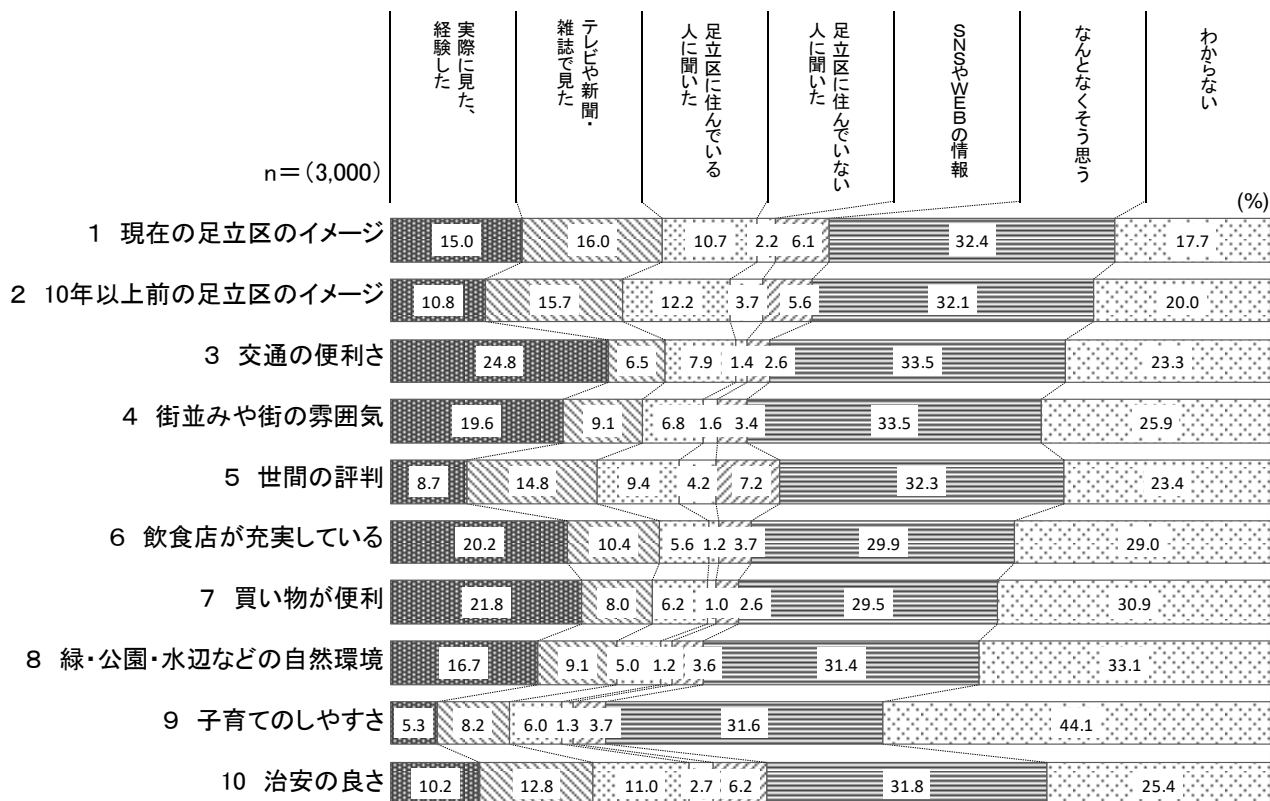 実際に見た、
経験した
テレビや新聞・
雑誌で見た
足立区に住んでいる
人に聞いた
足立区に住んでいない
人に聞いた
SNSやWEBの情報
なんとなくそう思う
わからない
n＝(3,000)
(%)
1 現在の足立区のイメージ 15.0 16.0 10.7 2.2 6.1 32.4 17.7
2 10年以上前の足立区のイメージ 10.8 15.7 12.2 3.7 5.6 32.1 20.0
3 交通の便利さ 24.8 6.5 7.9 1.4 2.6 33.5 23.3
4 街並みや街の雰囲気 19.6 9.1 6.8 1.6 3.4 33.5 25.9
5 世間の評判 8.7 14.8 9.4 4.2 7.2 32.3 23.4
6 飲食店が充実している 20.2 10.4 5.6 1.2 3.7 29.9 29.0
7 買い物が便利 21.8 8.0 6.2 1.0 2.6 29.5 30.9
8 緑・公園・水辺などの自然環境 16.7 9.1 5.0 1.2 3.6 31.4 33.1
9 子育てのしやすさ 5.3 8.2 6.0 1.3 3.7 31.6 44.1
10 治安の良さ 10.2 12.8 11.0 2.7 6.2 31.8 25.4